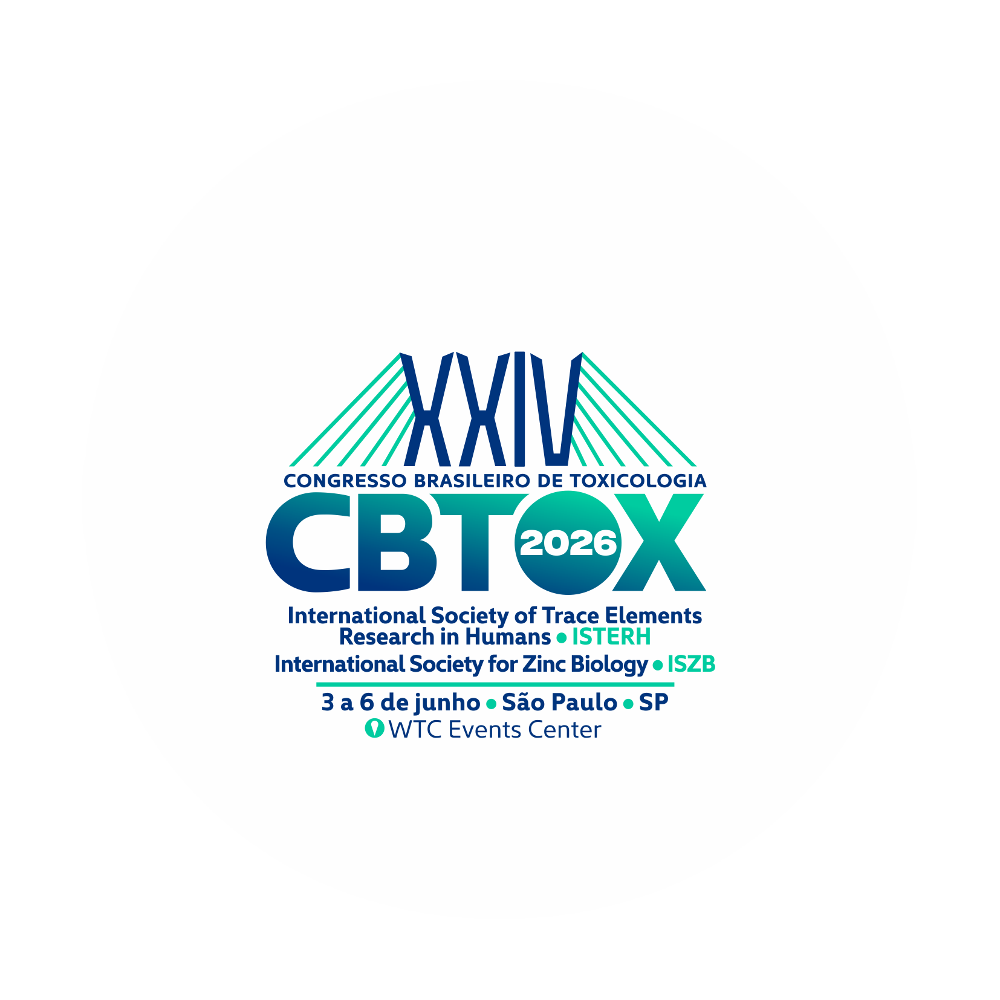 XXIV
CONGRESSO BRASILEIRO DE TOXICOLOGIA
CBTOX
2026
International Society of Trace Elements
Research in Humans • ISTERH
International Society for Zinc Biology • ISZB
3 a 6 de junho • São Paulo • SP
WTC Events Center